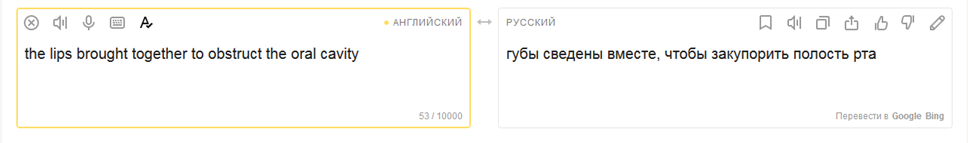 АНГЛИЙСКИЙ
РУССКИЙ
the lips brought together to obstruct the oral cavity
губы сведены вместе, чтобы закупорить полость рта
53 / 10000
Перевести в Google Bing